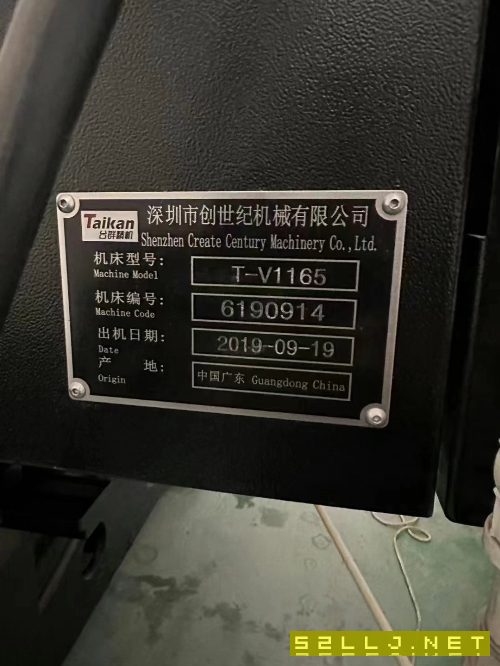 Taikan
台群精机
深圳市创世纪机械有限公司
Shenzhen Create Century Machinery Co.,Ltd.
机床型号:
Machine Model
T-V1165
机床编号:
Machine Code
6190914
出机日期:
Date
2019-09-19
产 地:
Origin
中国广东 Guangdong China
52LLJ.NET